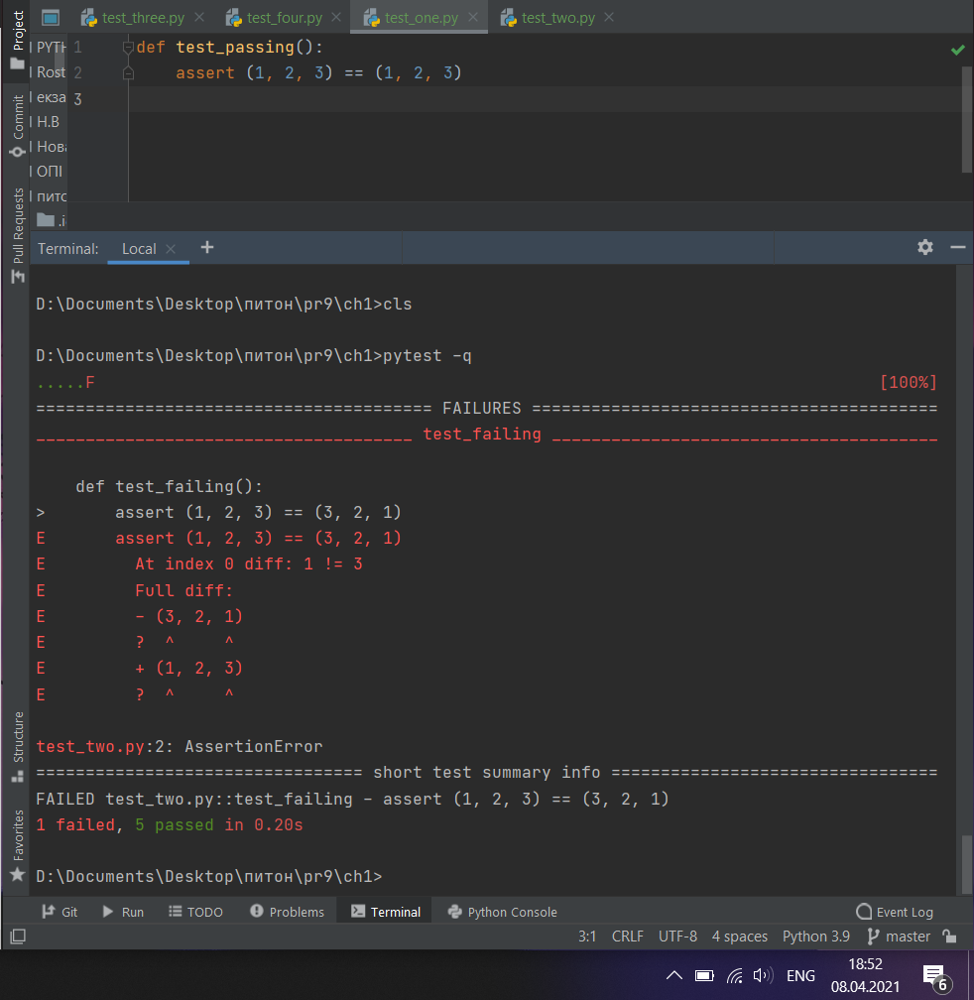 Project
Commit
Pull Requests
Structure
Favorites
test_three.py
test_four.py
test_one.py
test_two.py
РYTH
Rost
екза
Н.В
Нова
ОПІ
пито
.i
1 def test_passing():
2 assert (1, 2, 3) == (1, 2, 3)
3
Terminal: Local +
D:\Documents\Desktop\питон\pr9\ch1>cls
D:\Documents\Desktop\питон\pr9\ch1>pytest -q
.....F [100%]
======================================== FAILURES =========================================
______________________________________ test_failing _______________________________________
def test_failing():
> assert (1, 2, 3) == (3, 2, 1)
E assert (1, 2, 3) == (3, 2, 1)
E At index 0 diff: 1 != 3
E Full diff:
E - (3, 2, 1)
E ? ^ ^
E + (1, 2, 3)
E ? ^ ^
test_two.py:2: AssertionError
================================= short test summary info =================================
FAILED test_two.py::test_failing - assert (1, 2, 3) == (3, 2, 1)
1 failed, 5 passed in 0.20s
D:\Documents\Desktop\питон\pr9\ch1>
Git Run TODO Problems Terminal Python Console Event Log
3:1 CRLF UTF-8 4 spaces Python 3.9 master
ENG 18:52 6
08.04.2021